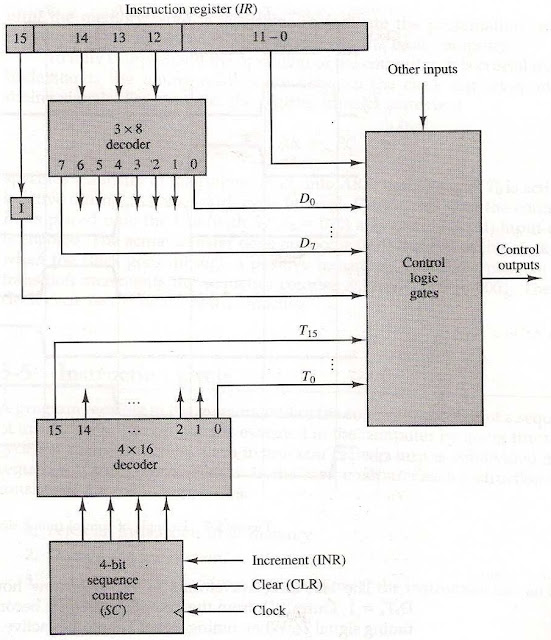 Instruction register (IR)
15 14 13 12 11 – 0
Other inputs
3 × 8
decoder
7 6 5 4 3 2 1 0
I
D0
⋮
D7
Control
logic
gates
Control
outputs
T15
⋮
T0
...
15 14 ... 2 1 0
4 × 16
decoder
4-bit
sequence
counter
(SC)
Increment (INR)
Clear (CLR)
Clock